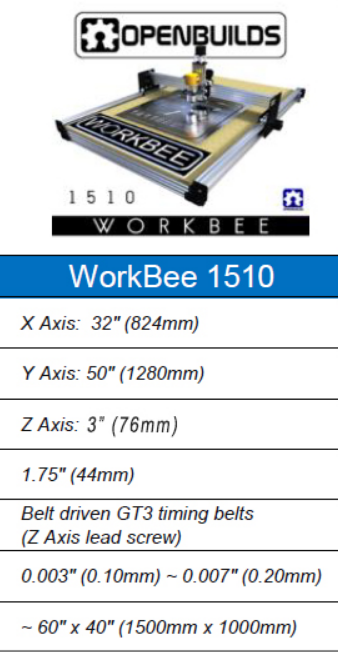 OPENBUILDS
WORKBEE
1510
WORKBEE
WorkBee 1510
X Axis: 32" (824mm)
Y Axis: 50" (1280mm)
Z Axis: 3" (76mm)
1.75" (44mm)
Belt driven GT3 timing belts
(Z Axis lead screw)
0.003" (0.10mm) ~ 0.007" (0.20mm)
~ 60" x 40" (1500mm x 1000mm)